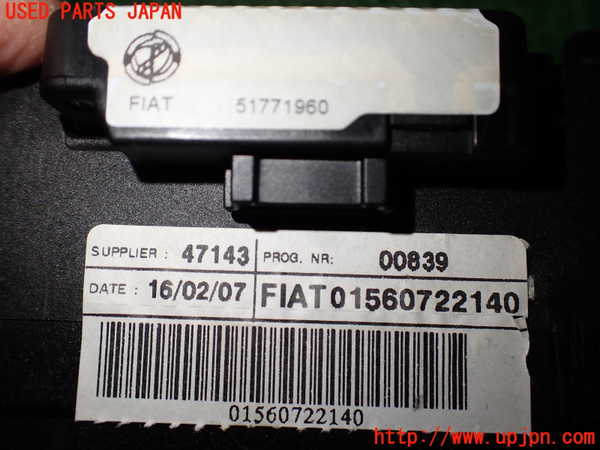 USED PARTS JAPAN
FIAT 51771960
SUPPLIER : 47143 PROG. NR: 00839
DATE : 16/02/07 FIAT01560722140
01560722140
http://www.upjpn.com/